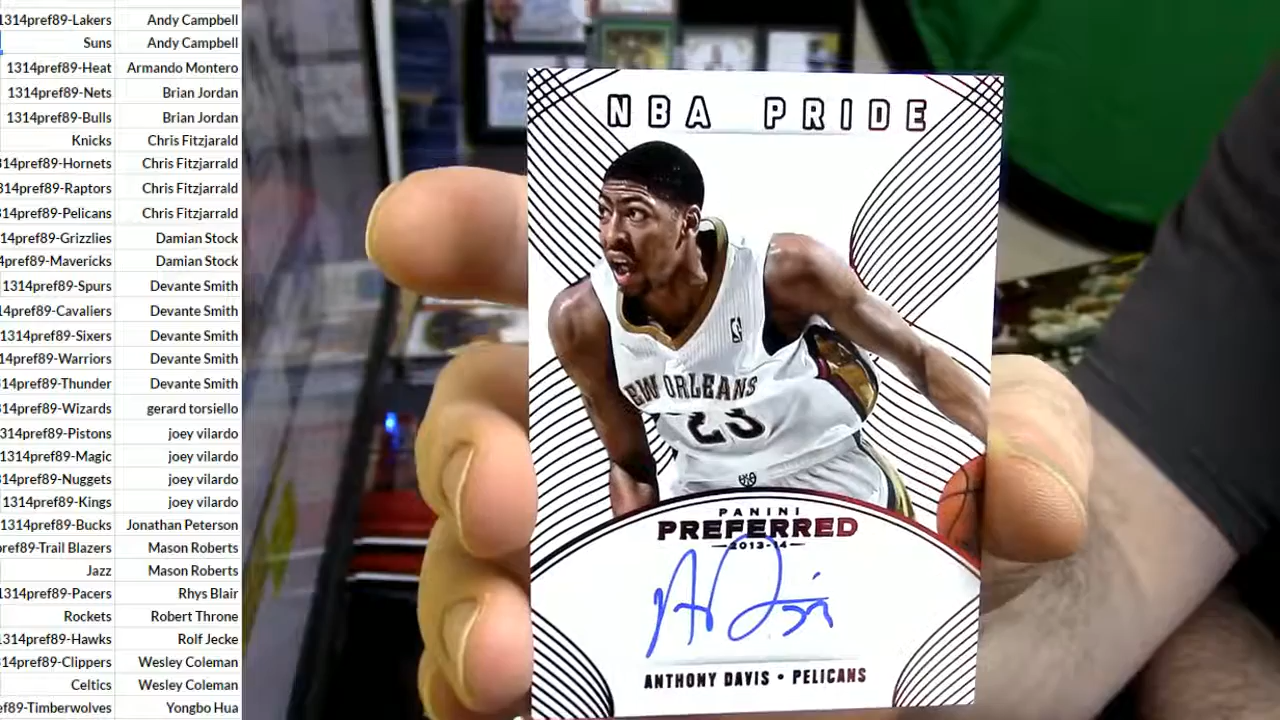 1314pref89-Lakers Andy Campbell
Suns Andy Campbell
1314pref89-Heat Armando Montero
1314pref89-Nets Brian Jordan
1314pref89-Bulls Brian Jordan
Knicks Chris Fitzjarald
314pref89-Hornets Chris Fitzjarrald
314pref89-Raptors Chris Fitzjarrald
314pref89-Pelicans Chris Fitzjarrald
14pref89-Grizzlies Damian Stock
4pref89-Mavericks Damian Stock
1314pref89-Spurs Devante Smith
14pref89-Cavaliers Devante Smith
1314pref89-Sixers Devante Smith
14pref89-Warriors Devante Smith
314pref89-Thunder Devante Smith
314pref89-Wizards gerard torsiello
314pref89-Pistons joey vilardo
1314pref89-Magic joey vilardo
314pref89-Nuggets joey vilardo
1314pref89-Kings joey vilardo
1314pref89-Bucks Jonathan Peterson
ref89-Trail Blazers Mason Roberts
Jazz Mason Roberts
314pref89-Pacers Rhys Blair
Rockets Robert Throne
1314pref89-Hawks Rolf Jecke
314pref89-Clippers Wesley Coleman
Celtics Wesley Coleman
ef89-Timberwolves Yongbo Hua
NBA PRIDE
EW ORLEANS
23
PANINI
PREFERRED
2013-14
ANTHONY DAVIS • PELICANS